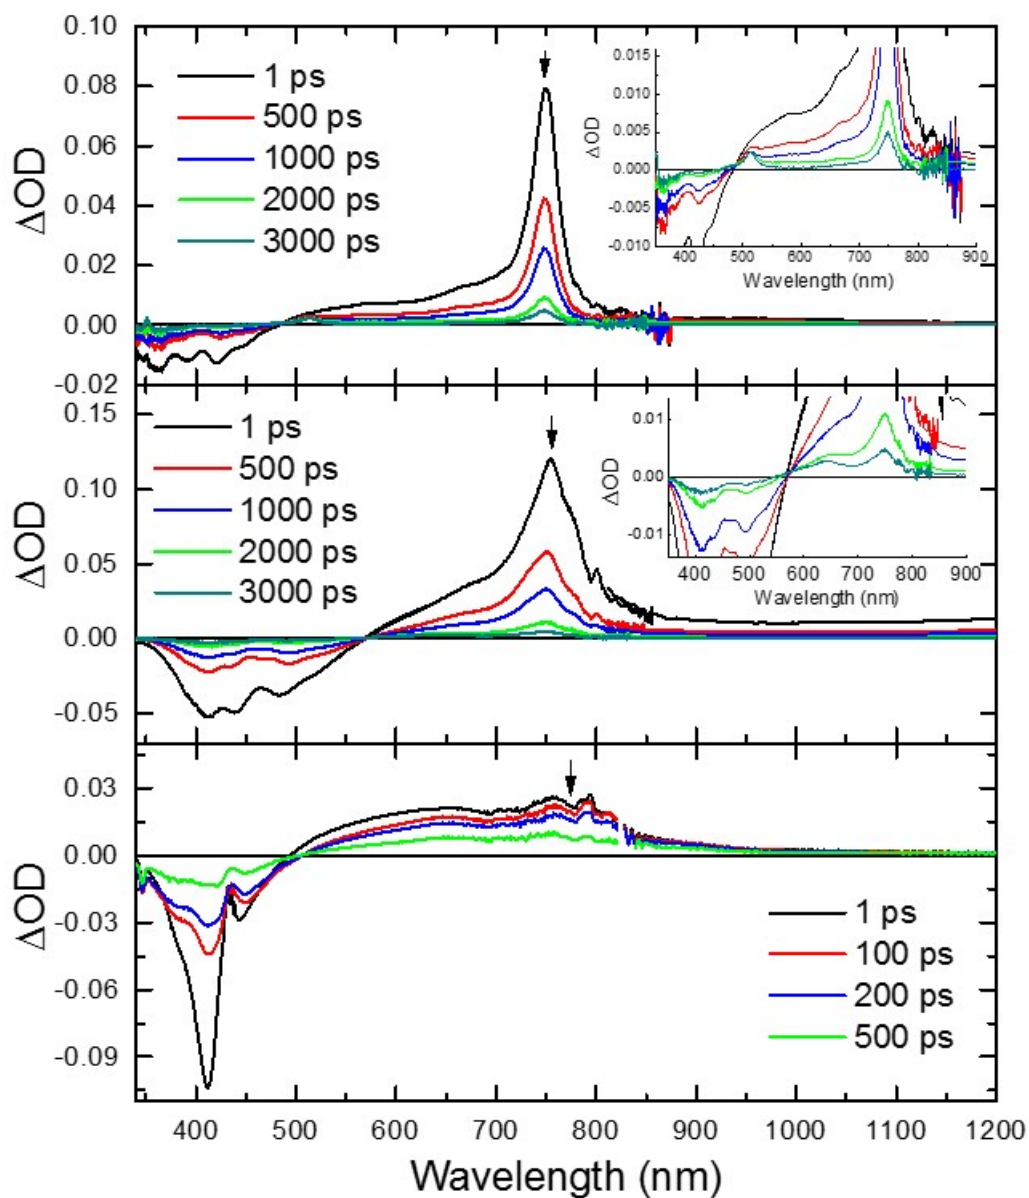 0.10
0.08
0.06
0.04
0.02
0.00
-0.02
ΔOD
1 ps
500 ps
1000 ps
2000 ps
3000 ps
0.015
0.010
0.005
0.000
-0.005
-0.010
ΔOD
400 500 600 700 800 900
Wavelength (nm)
0.15
0.10
0.05
0.00
-0.05
ΔOD
1 ps
500 ps
1000 ps
2000 ps
3000 ps
0.01
0.00
-0.01
ΔOD
400 500 600 700 800 900
Wavelength (nm)
0.03
0.00
-0.03
-0.06
-0.09
ΔOD
1 ps
100 ps
200 ps
500 ps
400 500 600 700 800 900 1000 1100 1200
Wavelength (nm)